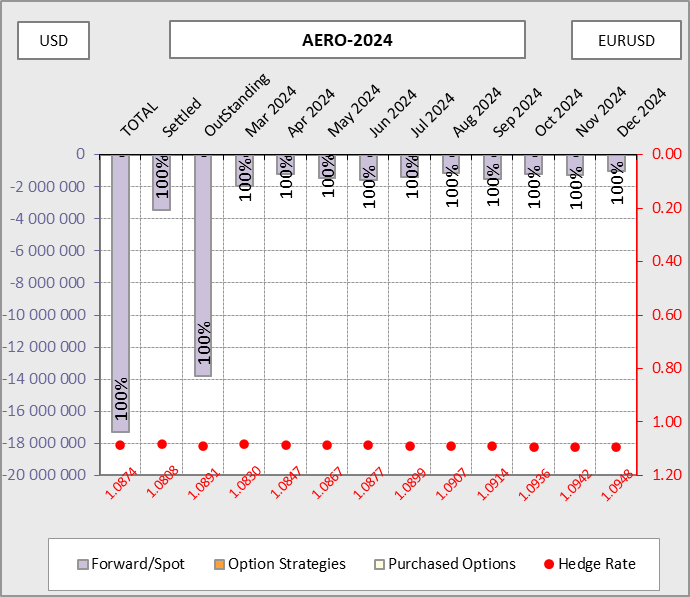 USD
AERO-2024
EURUSD
TOTAL
Settled
OutStanding
Mar 2024
Apr 2024
May 2024
Jun 2024
Jul 2024
Aug 2024
Sep 2024
Oct 2024
Nov 2024
Dec 2024
0
-2 000 000
-4 000 000
-6 000 000
-8 000 000
-10 000 000
-12 000 000
-14 000 000
-16 000 000
-18 000 000
-20 000 000
100%
100%
100%
100%
100%
100%
100%
100%
100%
100%
100%
100%
100%
0.00
0.20
0.40
0.60
0.80
1.00
1.20
1.0874
1.0808
1.0891
1.0830
1.0847
1.0867
1.0877
1.0899
1.0907
1.0914
1.0936
1.0942
1.0948
Forward/Spot
Option Strategies
Purchased Options
Hedge Rate